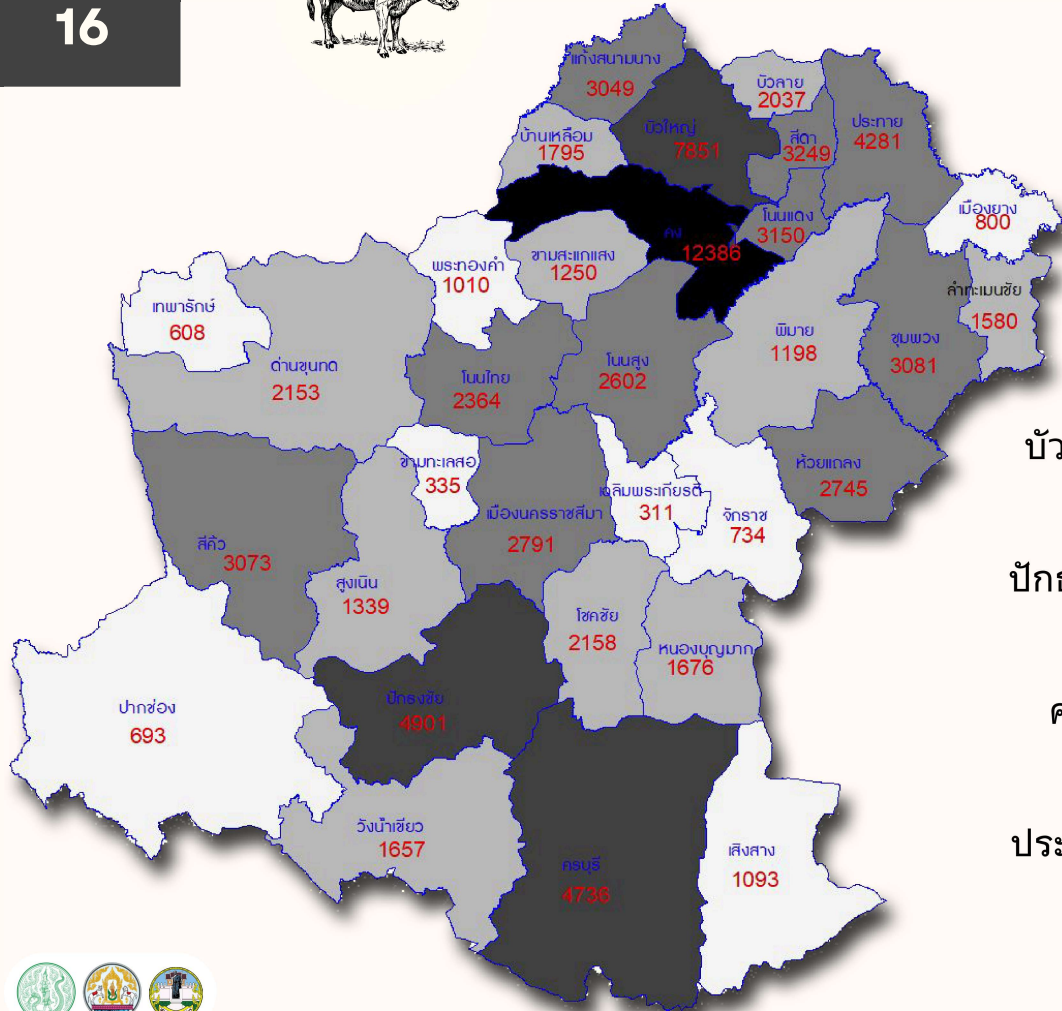 16
แก้งสนามนาง
3049
บัวลาย
2037
บัวใหญ่
7851
สีดา
3249
ประทาย
4281
บ้านเหลื่อม
1795
เมืองยาง
800
โนนแดง
3150
คง
12386
ขามสะแกแสง
1250
พระทองคำ
1010
ลำทะเมนชัย
1580
เทพารักษ์
608
พิมาย
1198
ชุมพวง
3081
ด่านขุนทด
2153
โนนไทย
2364
โนนสูง
2602
บัว
ขามทะเลสอ
335
ห้วยแถลง
2745
เฉลิมพระเกียรติ
311
เมืองนครราชสีมา
2791
จักราช
734
สีคิ้ว
3073
สูงเนิน
1339
โชคชัย
2158
หนองบุญมาก
1676
ปักธงชัย
4901
ปากช่อง
693
วังน้ำเขียว
1657
ครบุรี
4736
เสิงสาง
1093
ประ